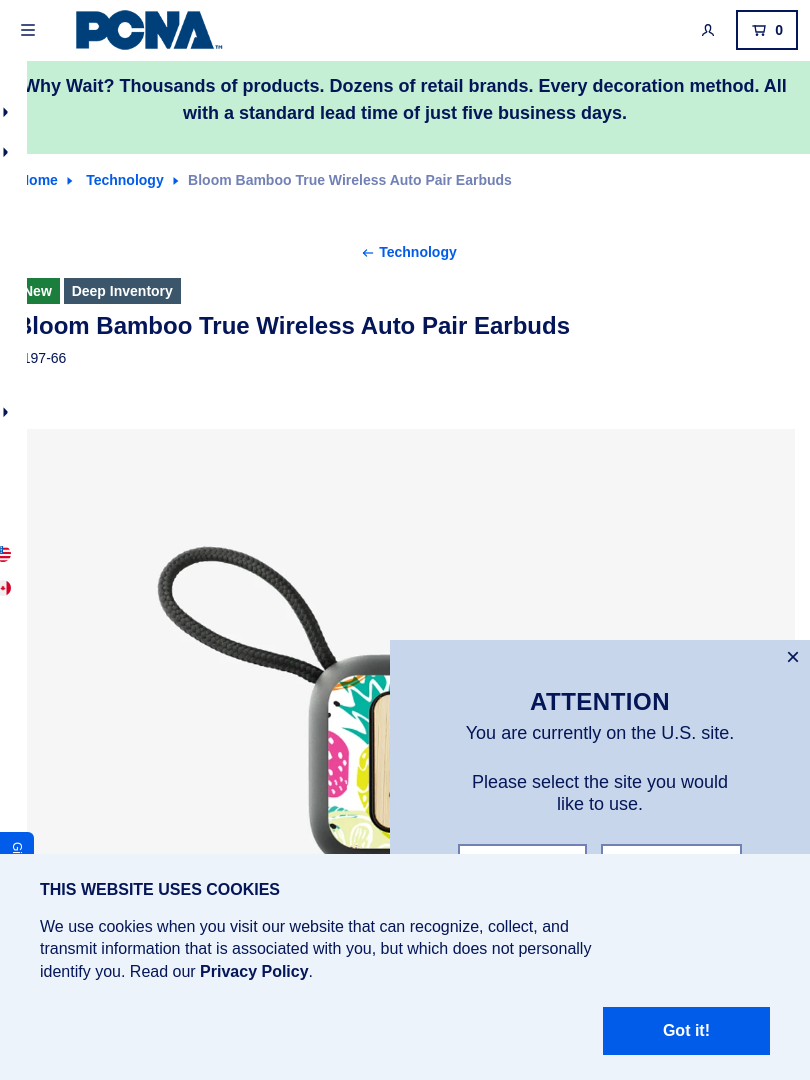 PCNA™
0
Why Wait? Thousands of products. Dozens of retail brands. Every decoration method. All
with a standard lead time of just five business days.
Technology
Bloom Bamboo True Wireless Auto Pair Earbuds
Technology
New
Deep Inventory
Bloom Bamboo True Wireless Auto Pair Earbuds
ATTENTION
You are currently on the U.S. site.
Please select the site you would
like to use.
THIS WEBSITE USES COOKIES
We use cookies when you visit our website that can recognize, collect, and
transmit information that is associated with you, but which does not personally
identify you. Read our Privacy Policy.
Got it!